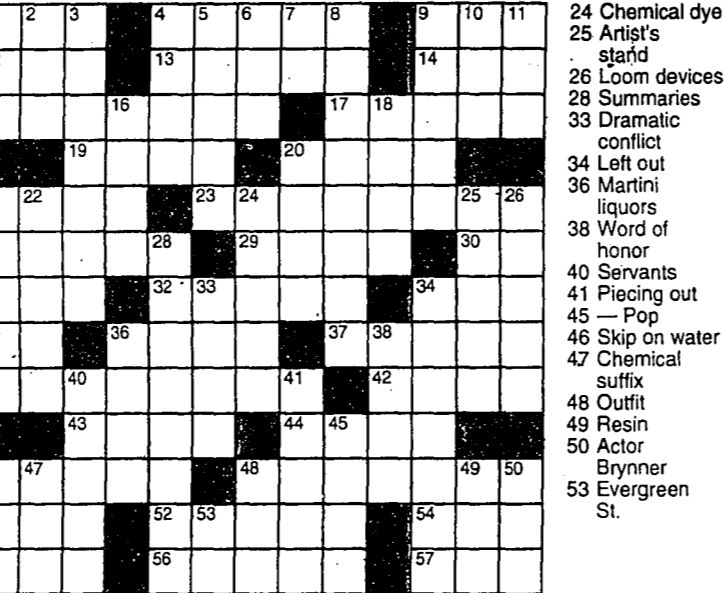 2 3 4 5 6 7 8 9 10 11
13 14
16 17 18
19 20
22 23 24 25 26
28 29 30
32 33 34
36 37 38
40 41 42
43 44 45
47 48 49 50
52 53 54
56 57
24 Chemical dye
25 Artist's
stand
26 Loom devices
28 Summaries
33 Dramatic
conflict
34 Left out
36 Martini
liquors
38 Word of
honor
40 Servants
41 Piecing out
45 — Pop
46 Skip on water
47 Chemical
suffix
48 Outfit
49 Resin
50 Actor
Brynner
53 Evergreen
St.